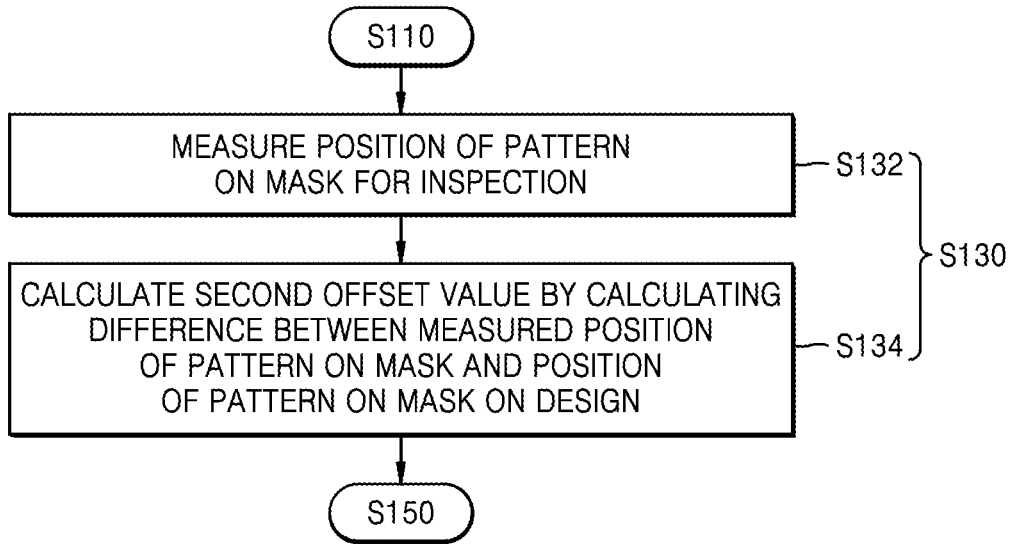 S110
MEASURE POSITION OF PATTERN
ON MASK FOR INSPECTION
S132
S130
CALCULATE SECOND OFFSET VALUE BY CALCULATING
DIFFERENCE BETWEEN MEASURED POSITION
OF PATTERN ON MASK AND POSITION
OF PATTERN ON MASK ON DESIGN
S134
S150